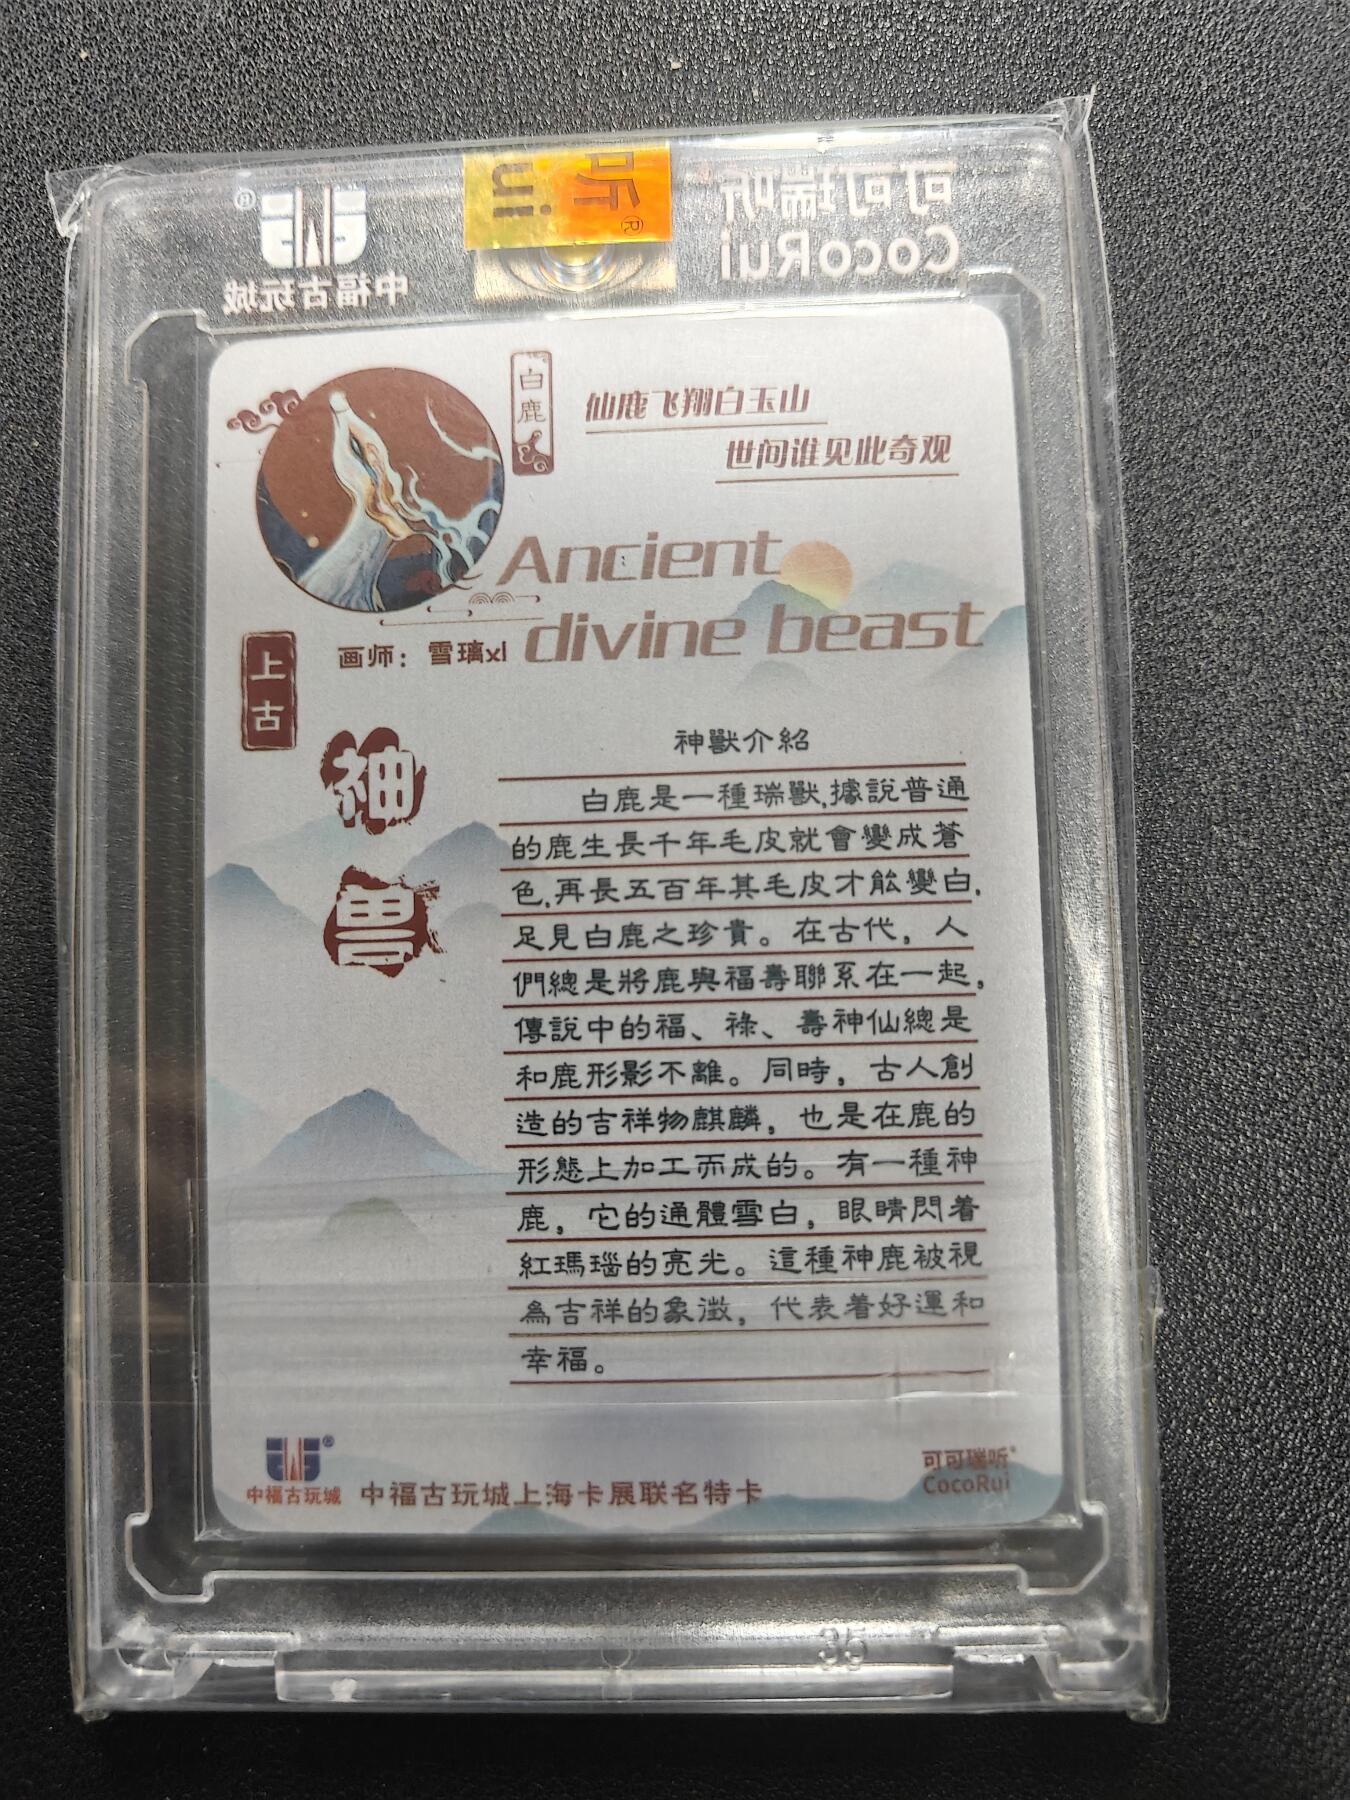 中福古玩城
®
听
ui
®
可可瑞听
CocoRui
白鹿
仙鹿飞翔白玉山
世间谁见此奇观
Ancient
divine beast
画师：雪璃xl
上古
神兽
神獸介紹
白鹿是一種瑞獸,據說普通
的鹿生長千年毛皮就會變成蒼
色,再長五百年其毛皮才能變白,
足見白鹿之珍貴。在古代，人
們總是將鹿與福壽聯系在一起,
傳說中的福、祿、壽神仙總是
和鹿形影不離。同時，古人創
造的吉祥物麒麟，也是在鹿的
形態上加工而成的。有一種神
鹿，它的通體雪白，眼睛閃着
紅瑪瑙的亮光。這種神鹿被視
為吉祥的象徵，代表着好運和
幸福。
®
中福古玩城
中福古玩城上海卡展联名特卡
可可瑞听®
CocoRui
35